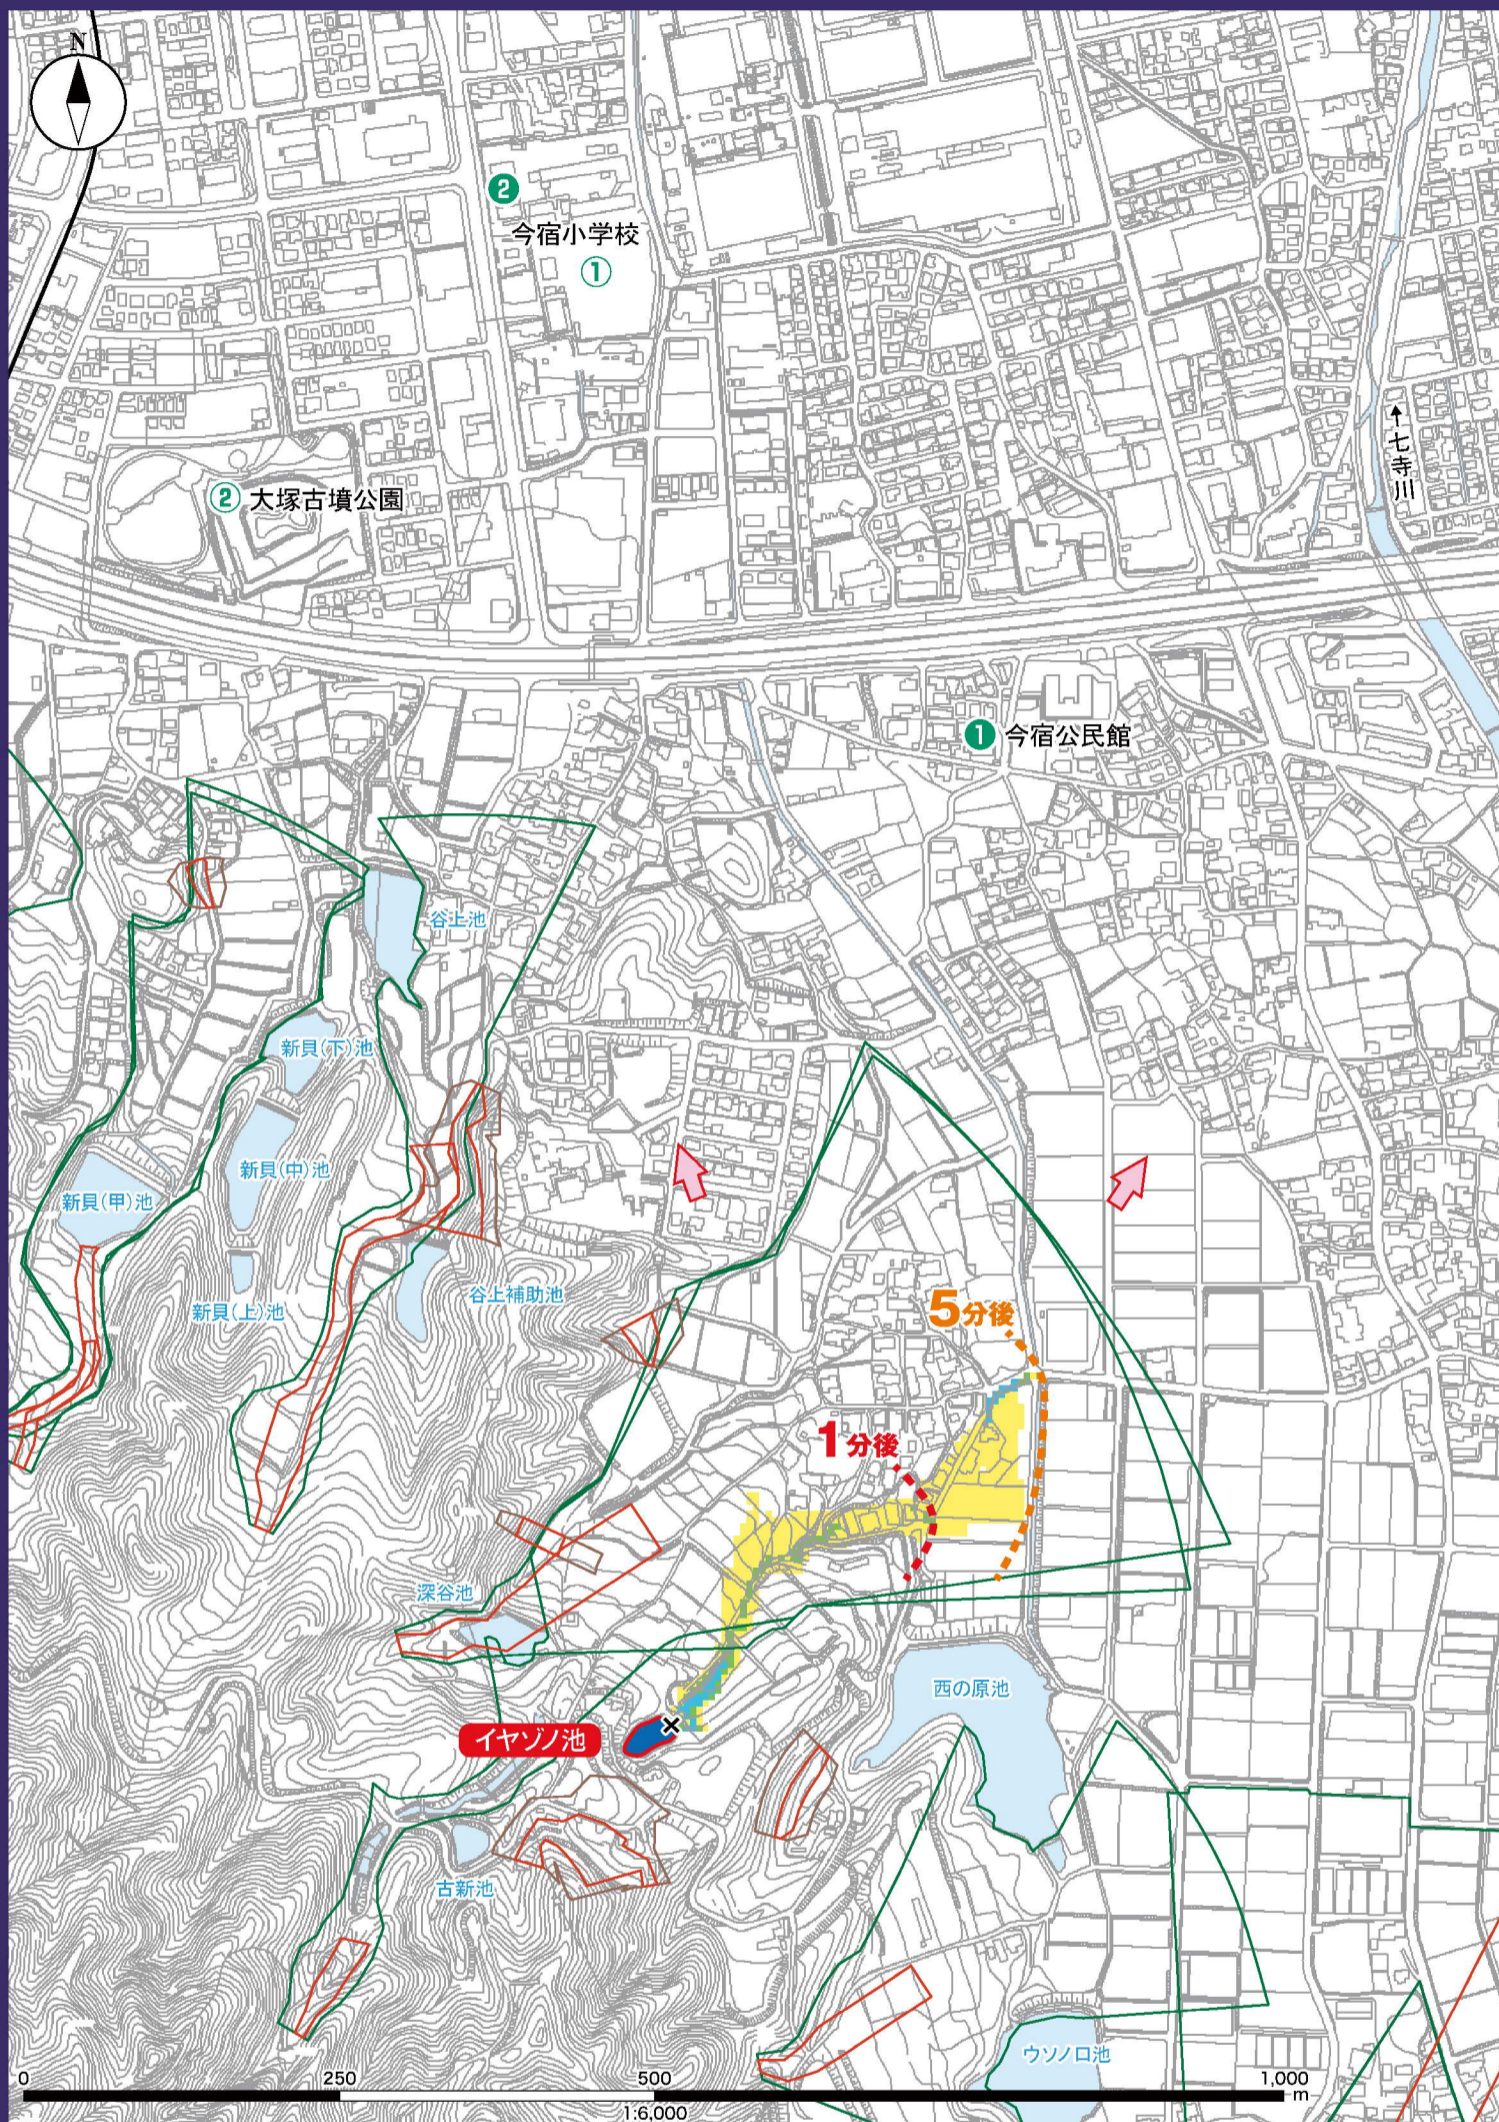 N
2
今宿小学校
1
2 大塚古墳公園
↑七寺川
1 今宿公民館
谷上池
新貝(下)池
新貝(中)池
新貝(甲)池
新貝(上)池
谷上補助池
5分後
1分後
深谷池
西の原池
イヤゾノ池
古新池
ウソノ口池
0 250 500 1,000
m
1:6,000